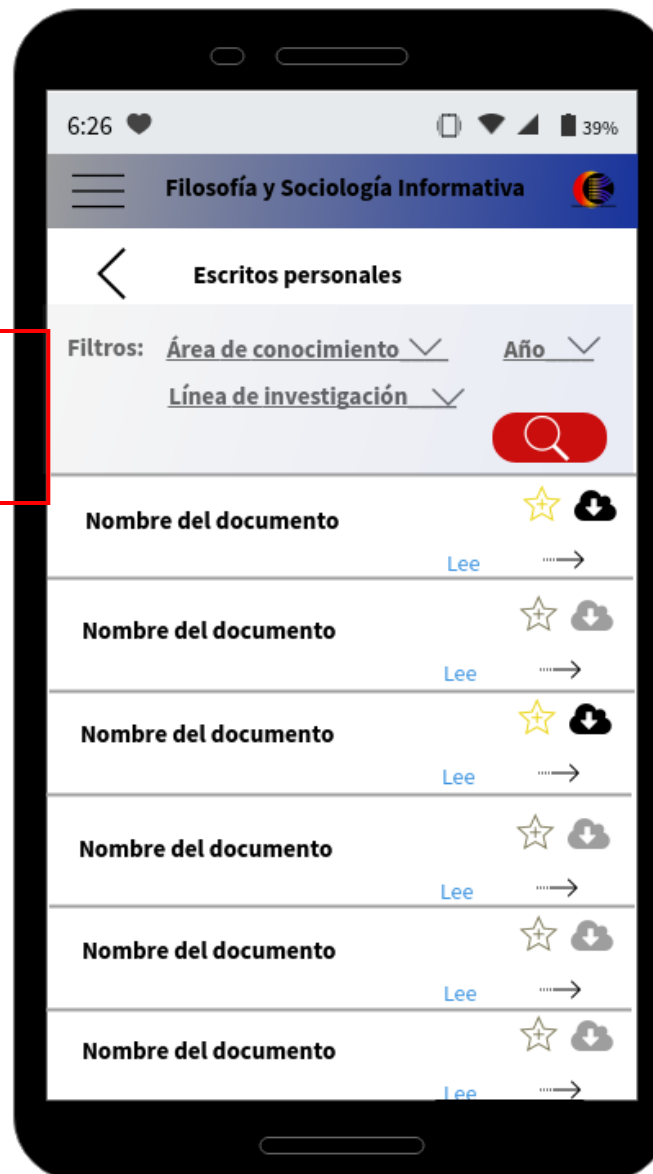 6:26 39%
Filosofía y Sociología Informativa
Escritos personales
Filtros: Área de conocimiento Año
Línea de investigación
Nombre del documento
Lee
Nombre del documento
Lee
Nombre del documento
Lee
Nombre del documento
Lee
Nombre del documento
Lee
Nombre del documento
Lee